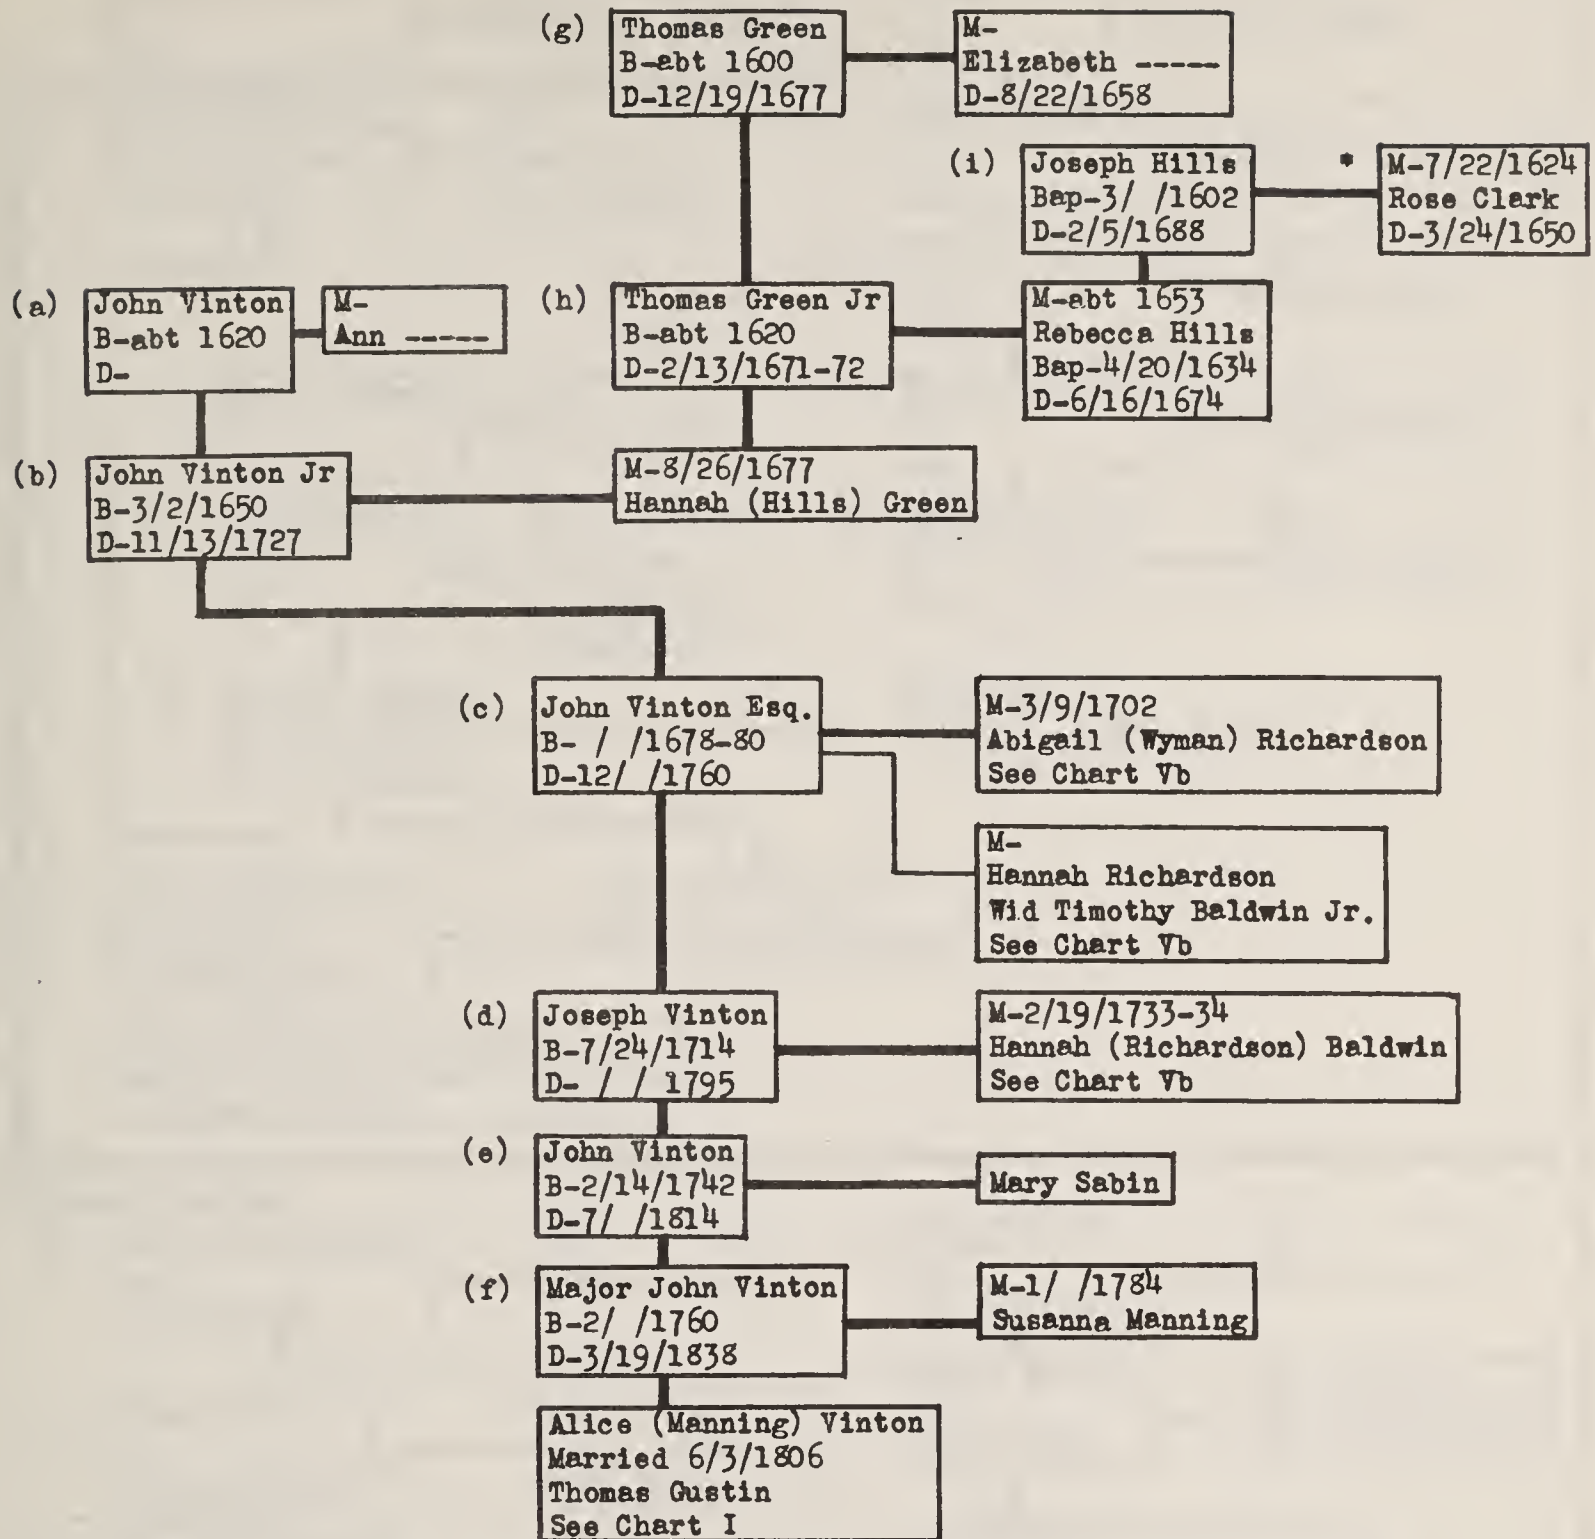 (g)
Thomas Green
B-abt 1600
D-12/19/1677
M-
Elizabeth -----
D-8/22/1658
(i)
Joseph Hills
Bap-3/ /1602
D-2/5/1688
*
M-7/22/1624
Rose Clark
D-3/24/1650
(a)
John Vinton
B-abt 1620
D-
M-
Ann -----
(h)
Thomas Green Jr
B-abt 1620
D-2/13/1671-72
M-abt 1653
Rebecca Hills
Bap-4/20/1634
D-6/16/1674
(b)
John Vinton Jr
B-3/2/1650
D-11/13/1727
M-8/26/1677
Hannah (Hills) Green
(c)
John Vinton Esq.
B- / /1678-80
D-12/ /1760
M-3/9/1702
Abigail (Wyman) Richardson
See Chart Vb
M-
Hannah Richardson
Wid Timothy Baldwin Jr.
See Chart Vb
(d)
Joseph Vinton
B-7/24/1714
D- / / 1795
M-2/19/1733-34
Hannah (Richardson) Baldwin
See Chart Vb
(e)
John Vinton
B-2/14/1742
D-7/ /1814
Mary Sabin
(f)
Major John Vinton
B-2/ /1760
D-3/19/1838
M-1/ /1784
Susanna Manning
Alice (Manning) Vinton
Married 6/3/1806
Thomas Gustin
See Chart I